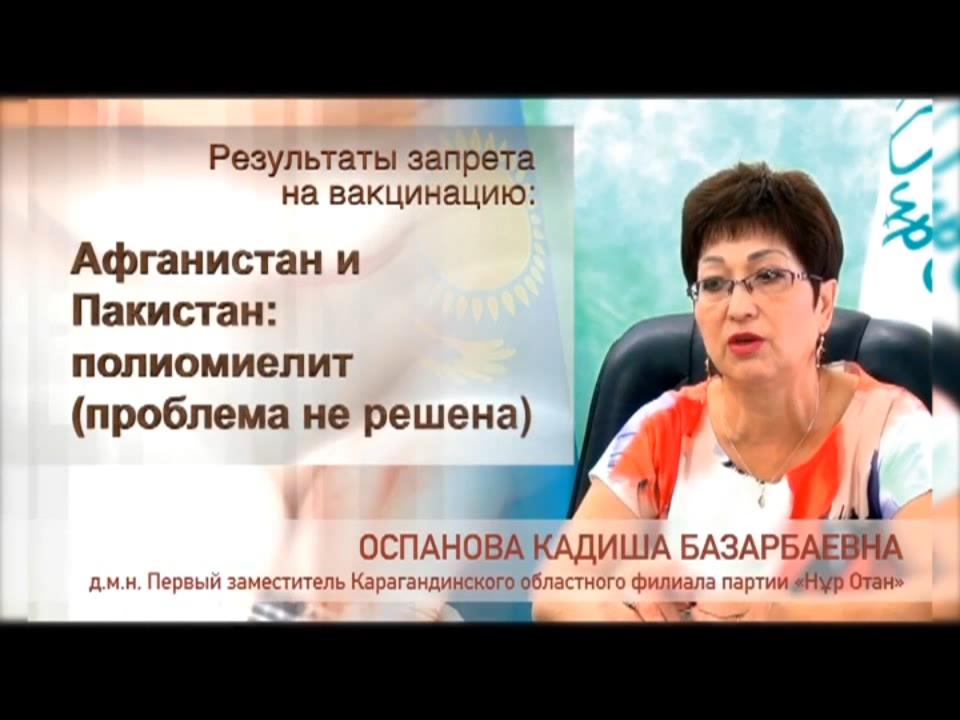 Результаты запрета
на вакцинацию:
Афганистан и
Пакистан:
полиомиелит
(проблема не решена)
ОСПАНОВА КАДИША БАЗАРБАЕВНА
д.м.н. Первый заместитель Карагандинского областного филиала партии «Нұр Отан»